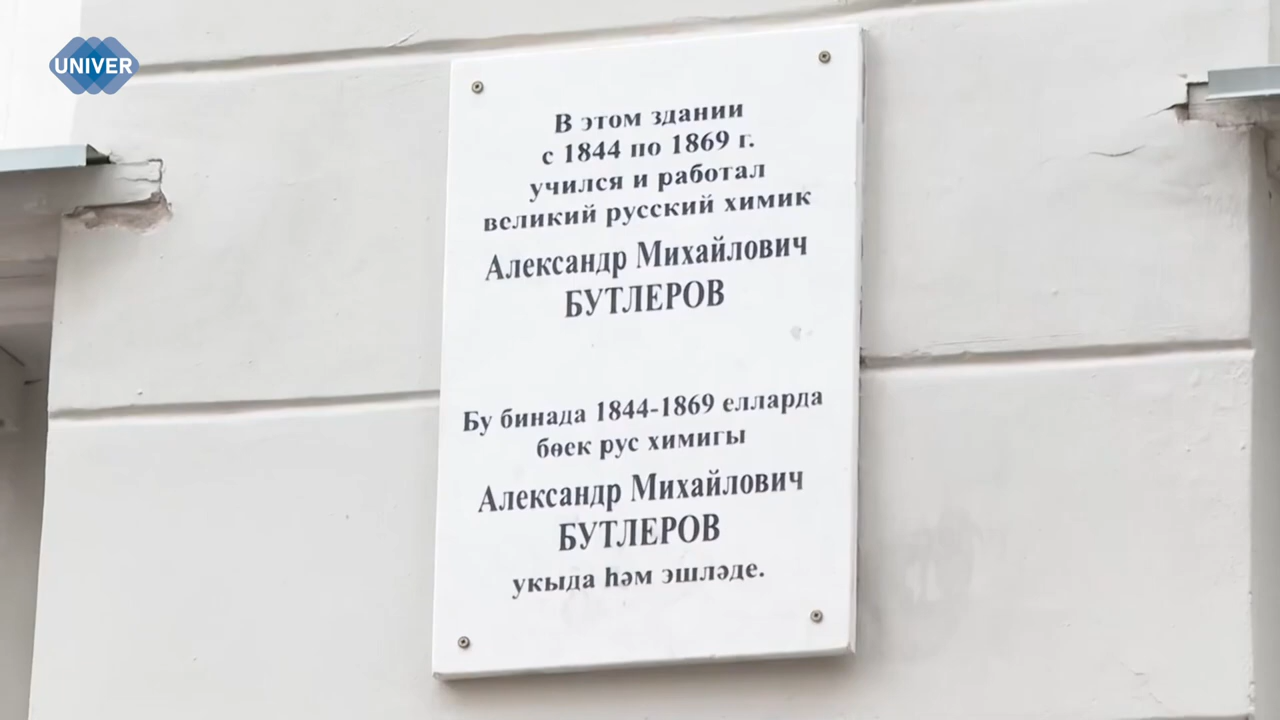 UNIVER
В этом здании
с 1844 по 1869 г.
учился и работал
великий русский химик
Александр Михайлович
БУТЛЕРОВ
Бу бинада 1844-1869 елларда
бөек рус химигы
Александр Михайлович
БУТЛЕРОВ
укыда һәм эшләде.